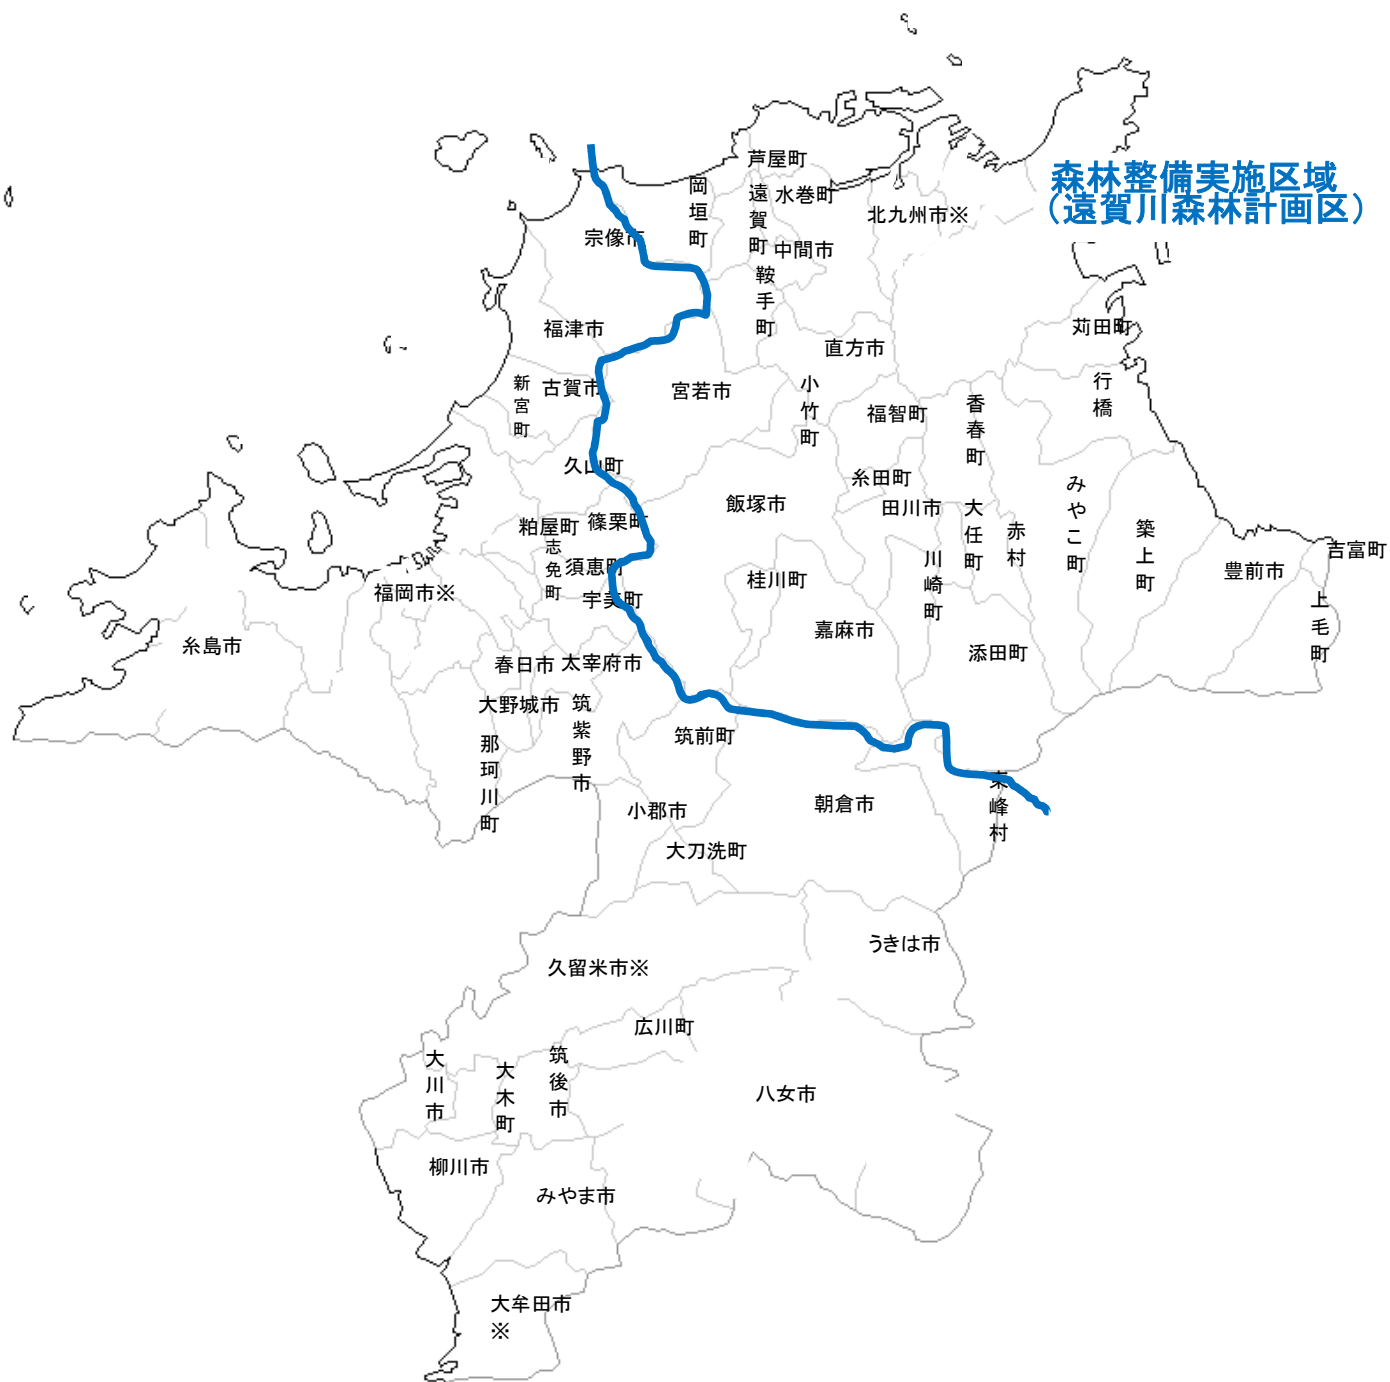 森林整備実施区域
（遠賀川森林計画区）
芦屋町
岡垣町
遠賀町
水巻町
北九州市※
宗像市
中間市
鞍手町
福津市
苅田町
直方市
新宮町
古賀市
宮若市
小竹町
行橋
福智町
香春町
久山町
糸田町
みやこ町
飯塚市
田川市
大任町
赤村
築上町
粕屋町
篠栗町
志免町
須恵町
川崎町
吉富町
豊前市
桂川町
福岡市※
宇美町
上毛町
嘉麻市
糸島市
添田町
春日市
太宰府市
大野城市
筑紫野市
筑前町
那珂川町
東峰村
小郡市
朝倉市
大刀洗町
うきは市
久留米市※
広川町
大川市
大木町
筑後市
八女市
柳川市
みやま市
大牟田市
※